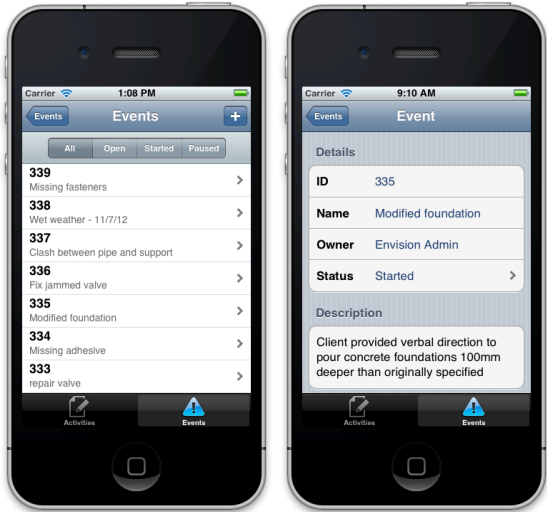 Carrier 1:08 PM
Events Events +
All Open Started Paused
339
Missing fasteners
338
Wet weather - 11/7/12
337
Clash between pipe and support
336
Fix jammed valve
335
Modified foundation
334
Missing adhesive
333
repair valve
Activities Events
Carrier 9:10 AM
Events Event
Details
ID 335
Name Modified foundation
Owner Envision Admin
Status Started
Description
Client provided verbal direction to
pour concrete foundations 100mm
deeper than originally specified
Activities Events